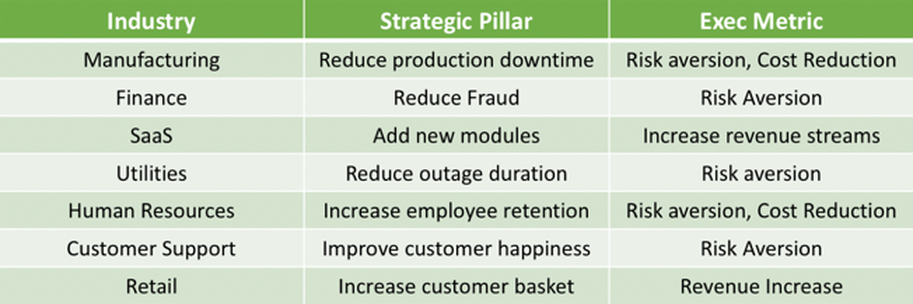 Industry Strategic Pillar Exec Metric
Manufacturing Reduce production downtime Risk aversion, Cost Reduction
Finance Reduce Fraud Risk Aversion
SaaS Add new modules Increase revenue streams
Utilities Reduce outage duration Risk aversion
Human Resources Increase employee retention Risk aversion, Cost Reduction
Customer Support Improve customer happiness Risk Aversion
Retail Increase customer basket Revenue Increase